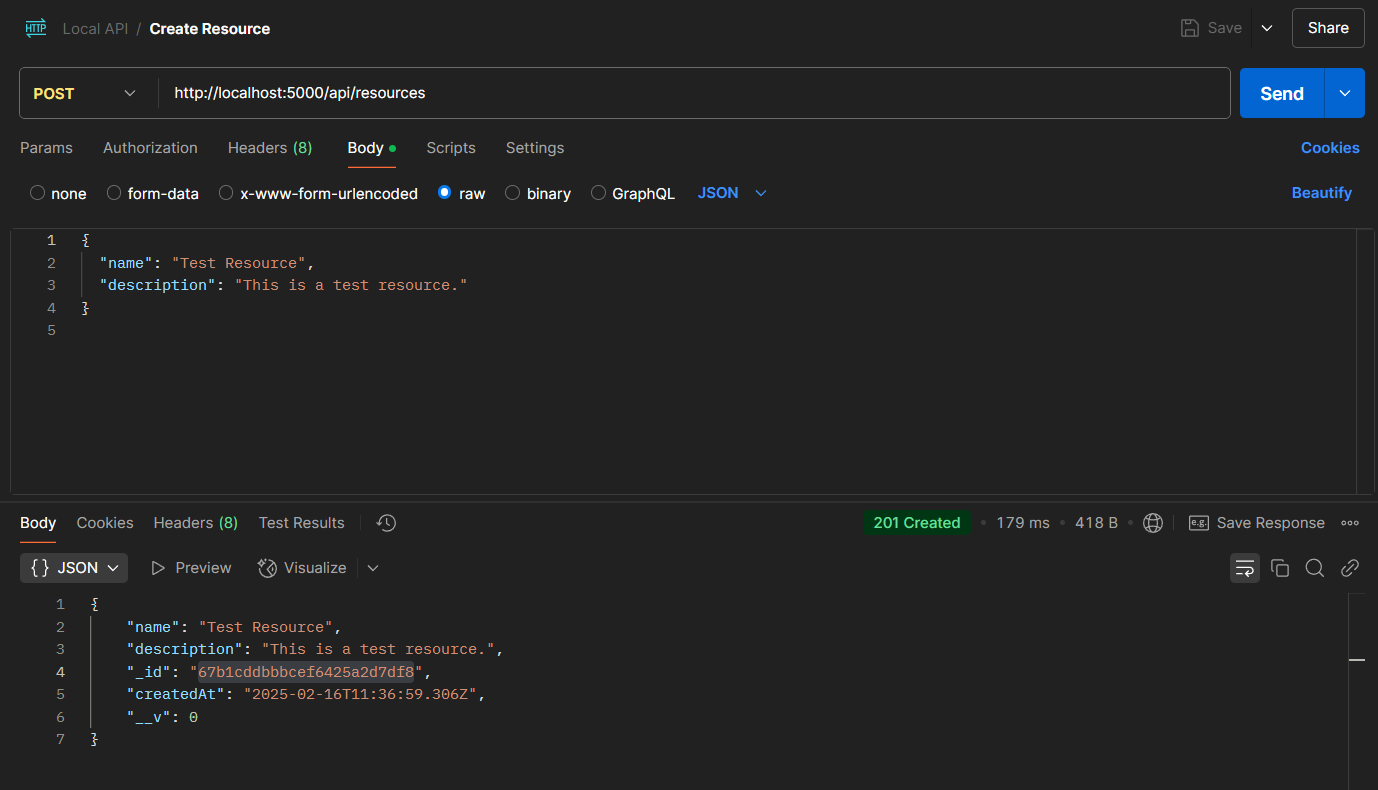 HTTP Local API / Create Resource Save Share
POST http://localhost:5000/api/resources Send
Params Authorization Headers (8) Body Scripts Settings Cookies
none form-data x-www-form-urlencoded raw binary GraphQL JSON Beautify
1 {
2 "name": "Test Resource",
3 "description": "This is a test resource."
4 }
5
Body Cookies Headers (8) Test Results 201 Created 179 ms 418 B e.g. Save Response
{} JSON Preview Visualize
1 {
2 "name": "Test Resource",
3 "description": "This is a test resource.",
4 "_id": "67b1cddbbbcef6425a2d7df8",
5 "createdAt": "2025-02-16T11:36:59.306Z",
6 "__v": 0
7 }